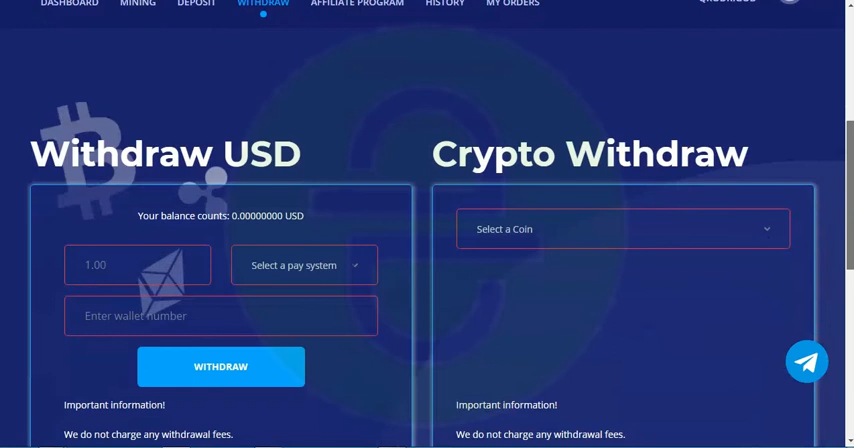 DASHBOARD MINING DEPOSIT WITHDRAW AFFILIATE PROGRAM HISTORY MY ORDERS
Withdraw USD
Your balance counts: 0.00000000 USD
1.00 Select a pay system
Enter wallet number
WITHDRAW
Important information!
We do not charge any withdrawal fees.
Crypto Withdraw
Select a Coin
Important information!
We do not charge any withdrawal fees.